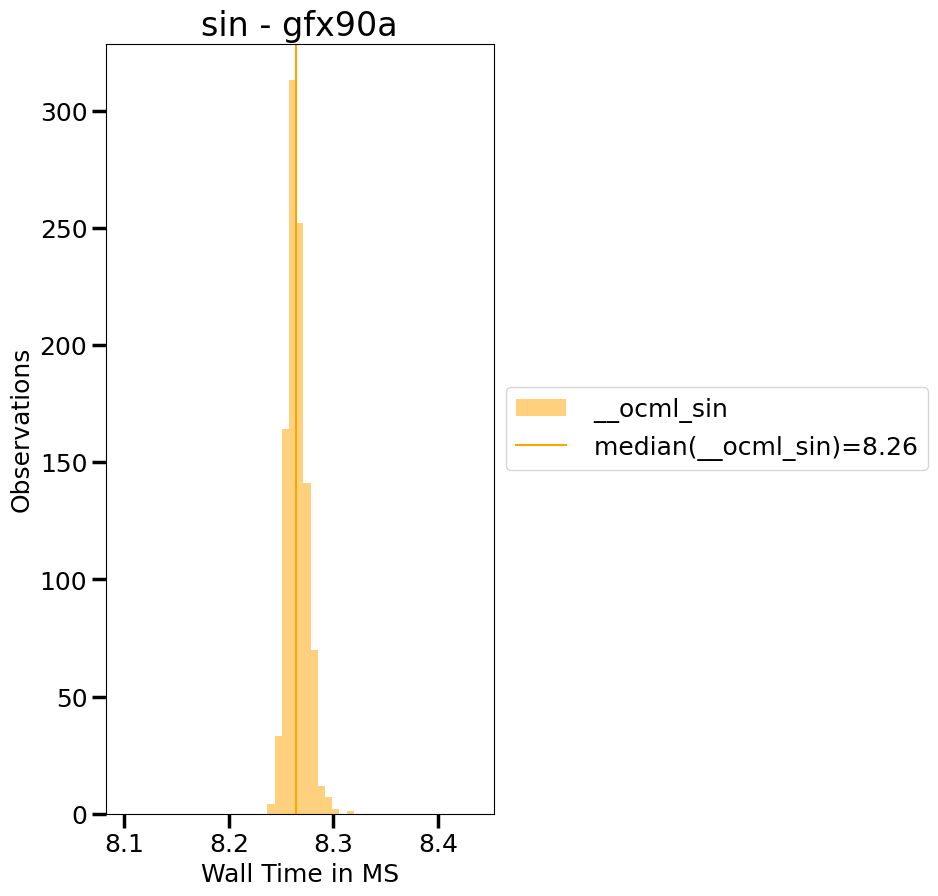 sin - gfx90a
300
250
200
150
100
50
0
Observations
8.1 8.2 8.3 8.4
Wall Time in MS
__ocml_sin
median(__ocml_sin)=8.26